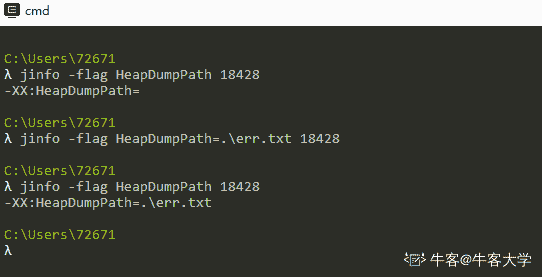 cmd
C:\Users\72671
λ jinfo -flag HeapDumpPath 18428
-XX:HeapDumpPath=
C:\Users\72671
λ jinfo -flag HeapDumpPath=.\err.txt 18428
C:\Users\72671
λ jinfo -flag HeapDumpPath 18428
-XX:HeapDumpPath=.\err.txt
C:\Users\72671
λ
牛客@牛客大学